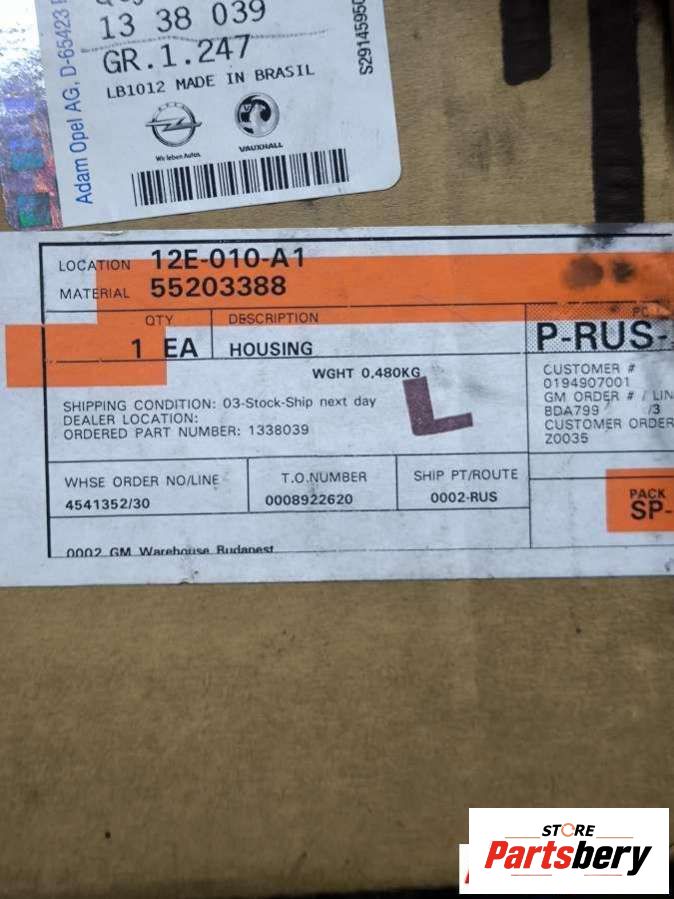 13 38 039
GR.1.247
LB1012 MADE IN BRASIL
Adam Opel AG, D-65423
S29145950
Wir leben Autos.
VAUXHALL
LOCATION 12E-010-A1
MATERIAL 55203388
QTY DESCRIPTION
1 EA HOUSING
P-RUS-
WGHT 0,480KG
CUSTOMER #
0194907001
GM ORDER # / LIN
BDA799 /3
CUSTOMER ORDER
Z0035
SHIPPING CONDITION: 03-Stock-Ship next day
DEALER LOCATION:
ORDERED PART NUMBER: 1338039
L
WHSE ORDER NO/LINE T.O.NUMBER SHIP PT/ROUTE
4541352/30 0008922620 0002-RUS
PACK
SP-
0002 GM Warehouse Budapest
STORE
Partsbery